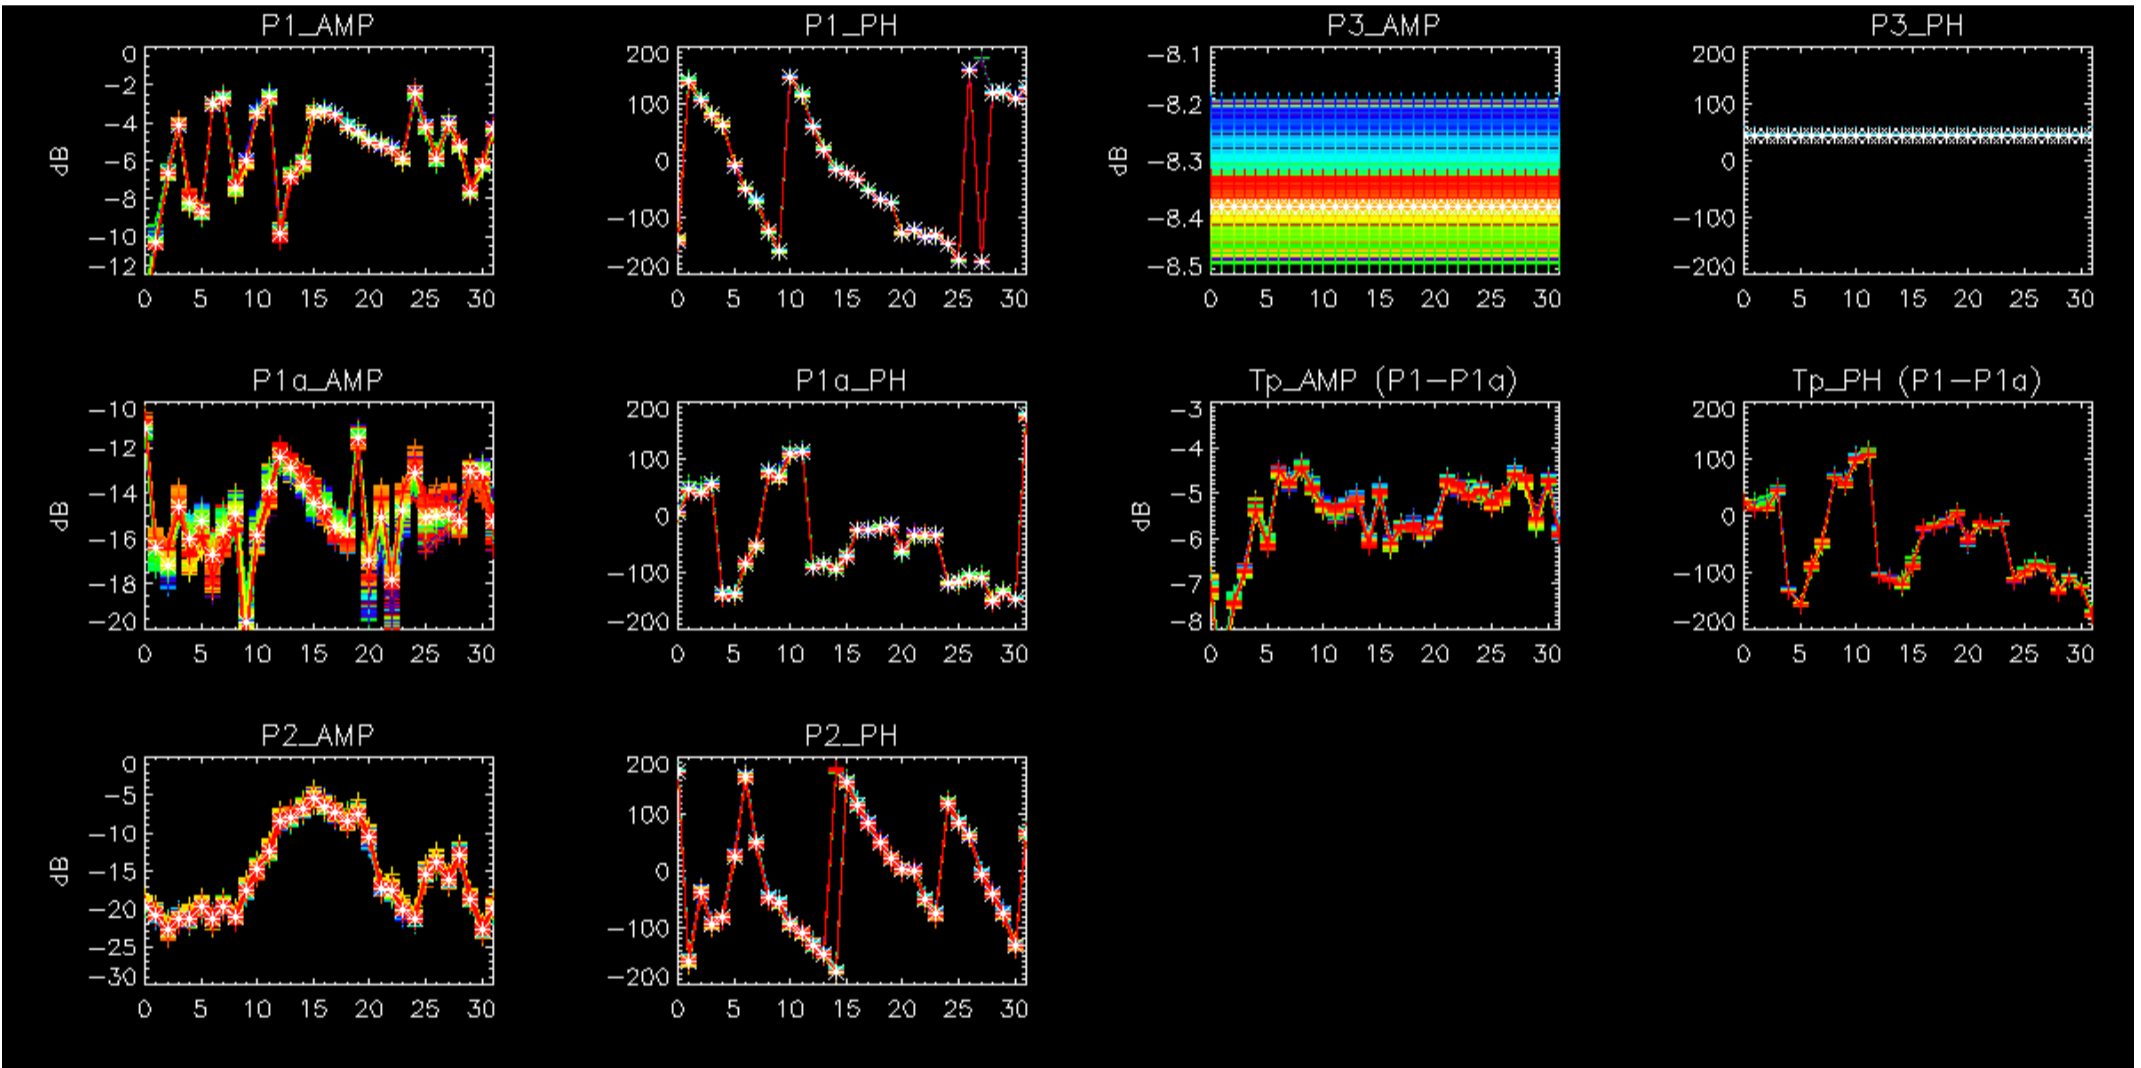 P1_AMP
0
−2
−4
−6
−8
−10
−12
dB
0 5 10 15 20 25 30
P1_PH
200
100
0
−100
−200
0 5 10 15 20 25 30
P3_AMP
−8.1
−8.2
−8.3
−8.4
−8.5
dB
0 5 10 15 20 25 30
P3_PH
200
100
0
−100
−200
0 5 10 15 20 25 30
P1a_AMP
−10
−12
−14
−16
−18
−20
dB
0 5 10 15 20 25 30
P1a_PH
200
100
0
−100
−200
0 5 10 15 20 25 30
Tp_AMP (P1−P1a)
−3
−4
−5
−6
−7
−8
dB
0 5 10 15 20 25 30
Tp_PH (P1−P1a)
200
100
0
−100
−200
0 5 10 15 20 25 30
P2_AMP
0
−5
−10
−15
−20
−25
−30
dB
0 5 10 15 20 25 30
P2_PH
200
100
0
−100
−200
0 5 10 15 20 25 30